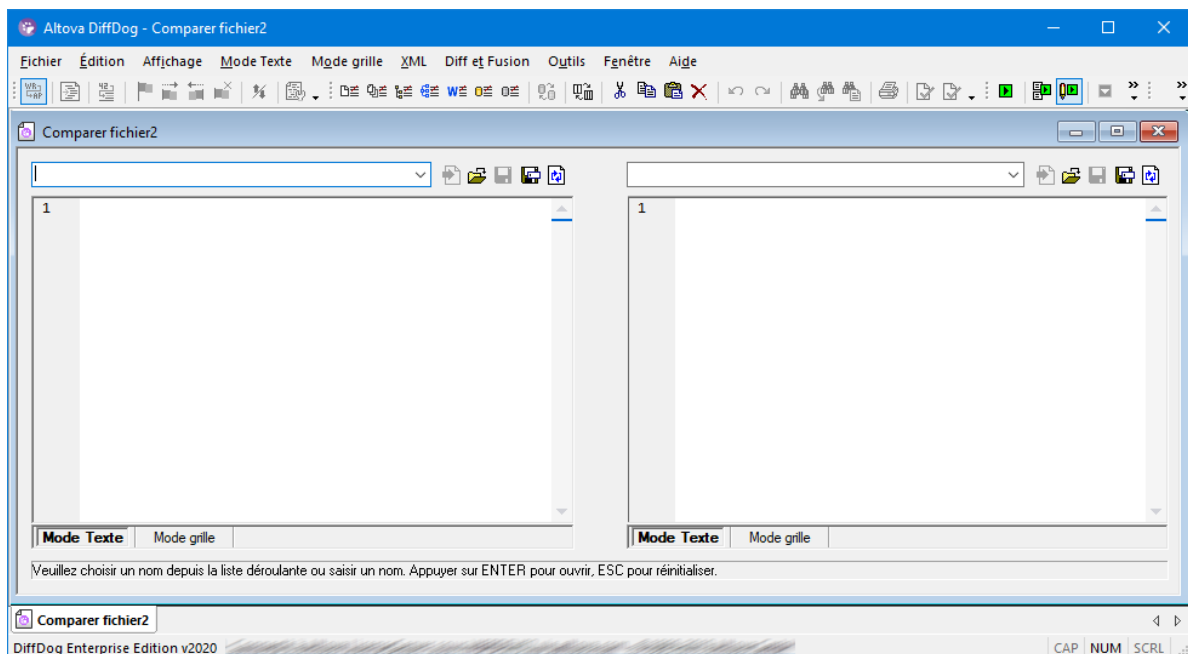 Altova DiffDog - Comparer fichier2
Fichier Édition Affichage Mode Texte Mode grille XML Diff et Fusion Outils Fenêtre Aide
Comparer fichier2
1 1
Mode Texte Mode grille Mode Texte Mode grille
Veuillez choisir un nom depuis la liste déroulante ou saisir un nom. Appuyer sur ENTER pour ouvrir, ESC pour réinitialiser.
Comparer fichier2
DiffDog Enterprise Edition v2020 CAP NUM SCRL